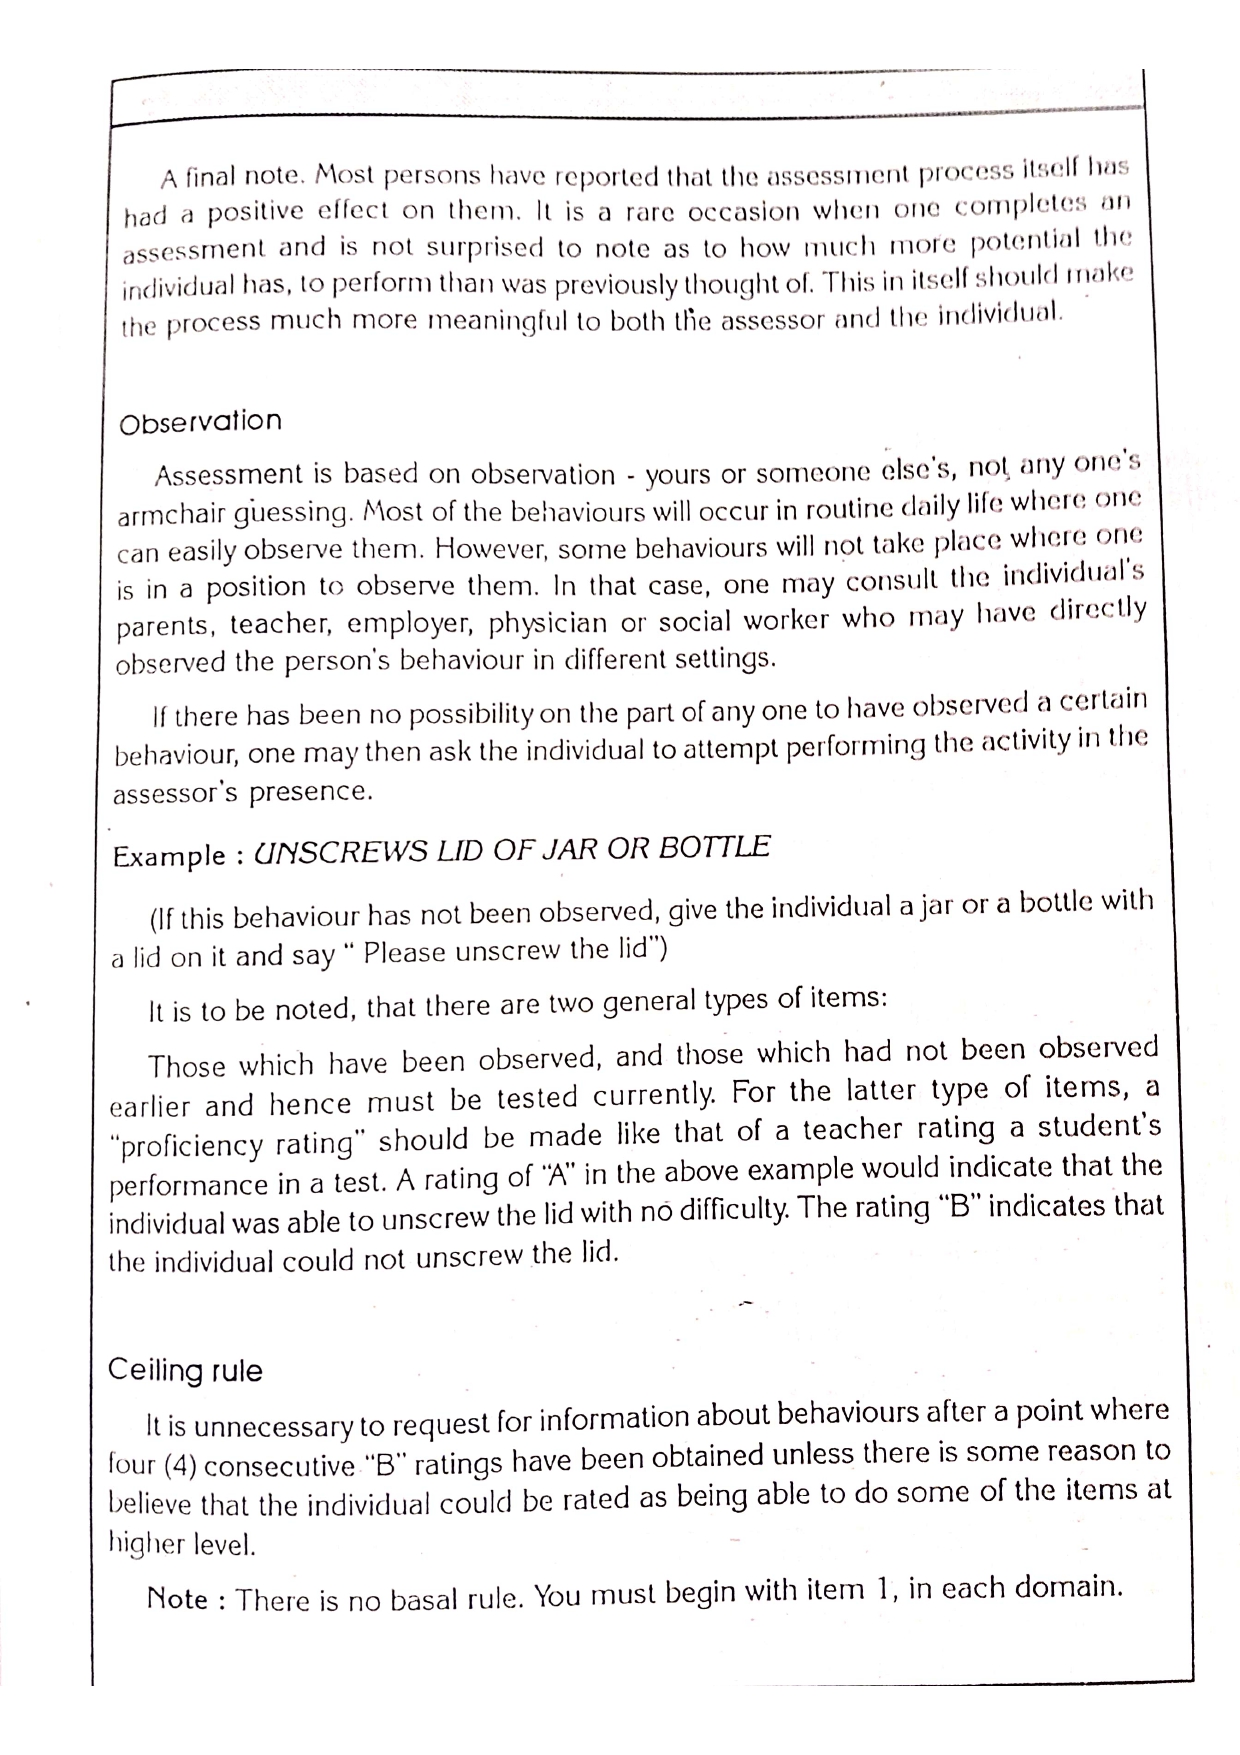 A final note. Most persons have reported that the assessment process itself has
had a positive effect on them. It is a rare occasion when one completes an
assessment and is not surprised to note as to how much more potential the
individual has, to perform than was previously thought of. This in itself should make
the process much more meaningful to both the assessor and the individual.
Observation
Assessment is based on observation - yours or someone else's, not any one's
armchair guessing. Most of the behaviours will occur in routine daily life where one
can easily observe them. However, some behaviours will not take place where one
is in a position to observe them. In that case, one may consult the individual's
parents, teacher, employer, physician or social worker who may have directly
observed the person's behaviour in different settings.
If there has been no possibility on the part of any one to have observed a certain
behaviour, one may then ask the individual to attempt performing the activity in the
assessor's presence.
Example : UNSCREWS LID OF JAR OR BOTTLE
(If this behaviour has not been observed, give the individual a jar or a bottle with
a lid on it and say “ Please unscrew the lid”)
It is to be noted, that there are two general types of items:
Those which have been observed, and those which had not been observed
earlier and hence must be tested currently. For the latter type of items, a
“proficiency rating” should be made like that of a teacher rating a student's
performance in a test. A rating of “A” in the above example would indicate that the
individual was able to unscrew the lid with no difficulty. The rating “B” indicates that
the individual could not unscrew the lid.
Ceiling rule
It is unnecessary to request for information about behaviours after a point where
four (4) consecutive “B” ratings have been obtained unless there is some reason to
believe that the individual could be rated as being able to do some of the items at
higher level.
Note : There is no basal rule. You must begin with item 1, in each domain.